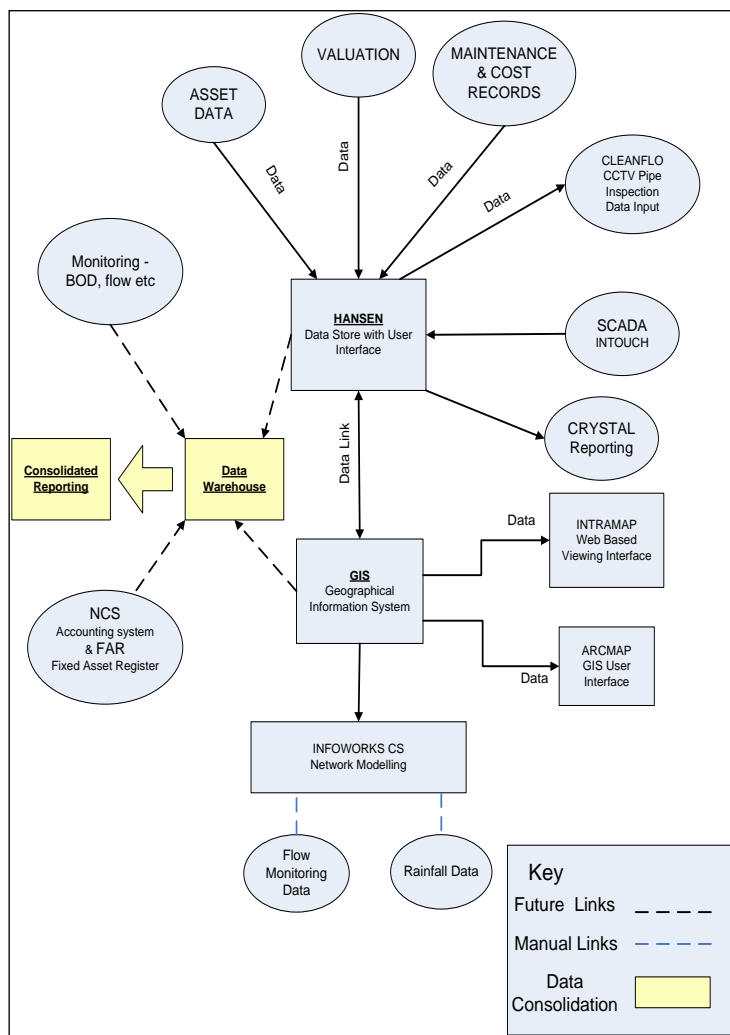 VALUATION
MAINTENANCE
& COST
RECORDS
ASSET
DATA
Data
Data
Data
Data
CLEANFLO
CCTV Pipe
Inspection
Data Input
Monitoring -
BOD, flow etc
HANSEN
Data Store with User
Interface
SCADA
INTOUCH
CRYSTAL
Reporting
Data Link
Consolidated
Reporting
Data
Warehouse
Data
INTRAMAP
Web Based
Viewing Interface
GIS
Geographical
Information System
NCS
Accounting system
& FAR
Fixed Asset Register
ARCMAP
GIS User
Interface
Data
INFOWORKS CS
Network Modelling
Flow
Monitoring
Data
Rainfall Data
Key
Future Links
Manual Links
Data
Consolidation